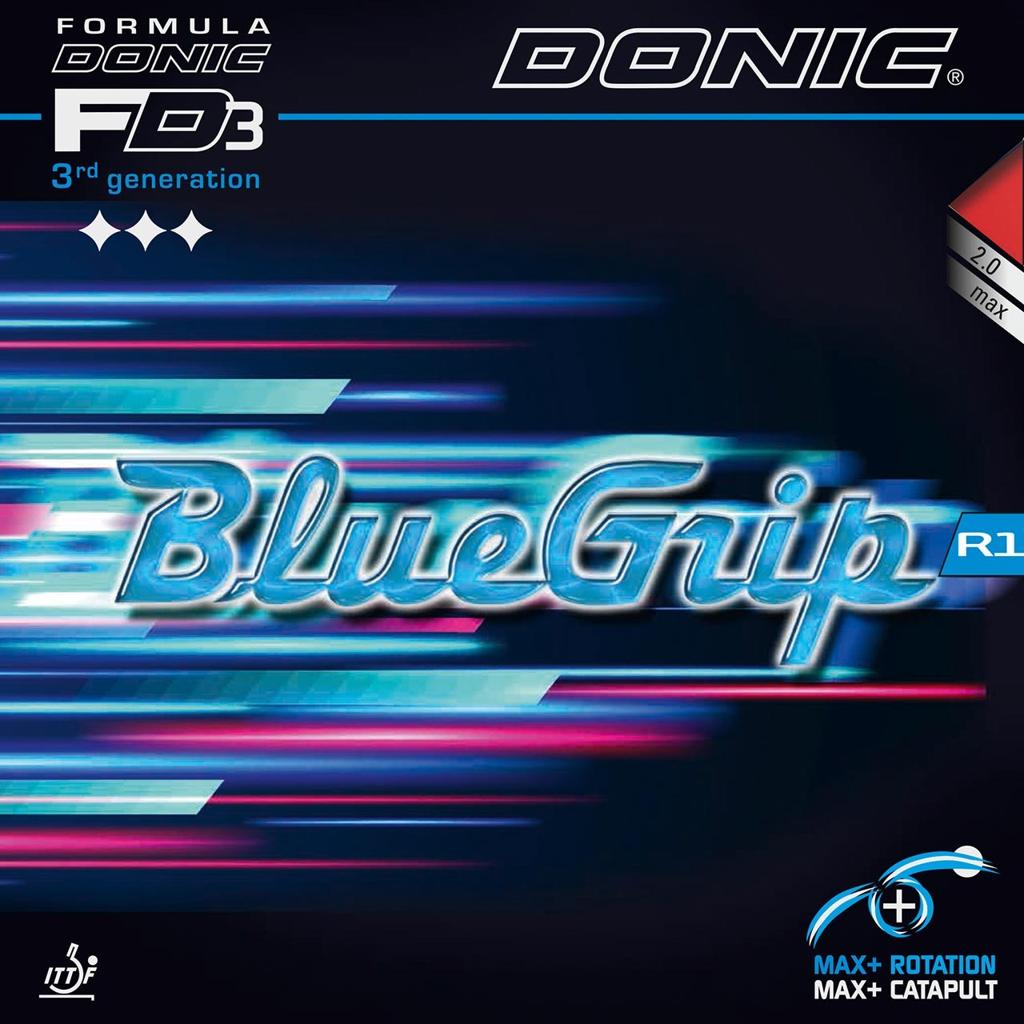 FORMULA
DONIC
FD3
3rd generation
DONIC®
2.0
max
BlueGrip
R1
ITTF
MAX+ ROTATION
MAX+ CATAPULT